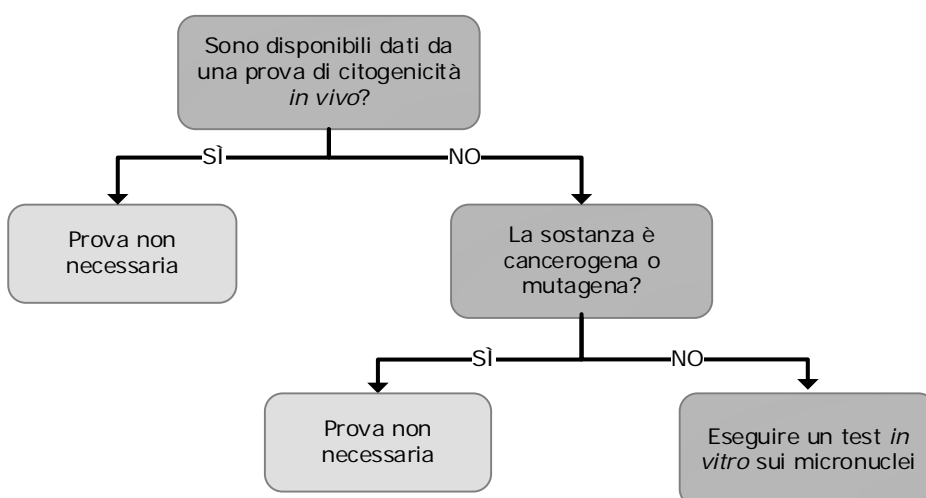 Sono disponibili dati da
una prova di citogenicità
in vivo?
SÌ
NO
Prova non
necessaria
La sostanza è
cancerogena o
mutagena?
SÌ
NO
Prova non
necessaria
Eseguire un test in
vitro sui micronuclei